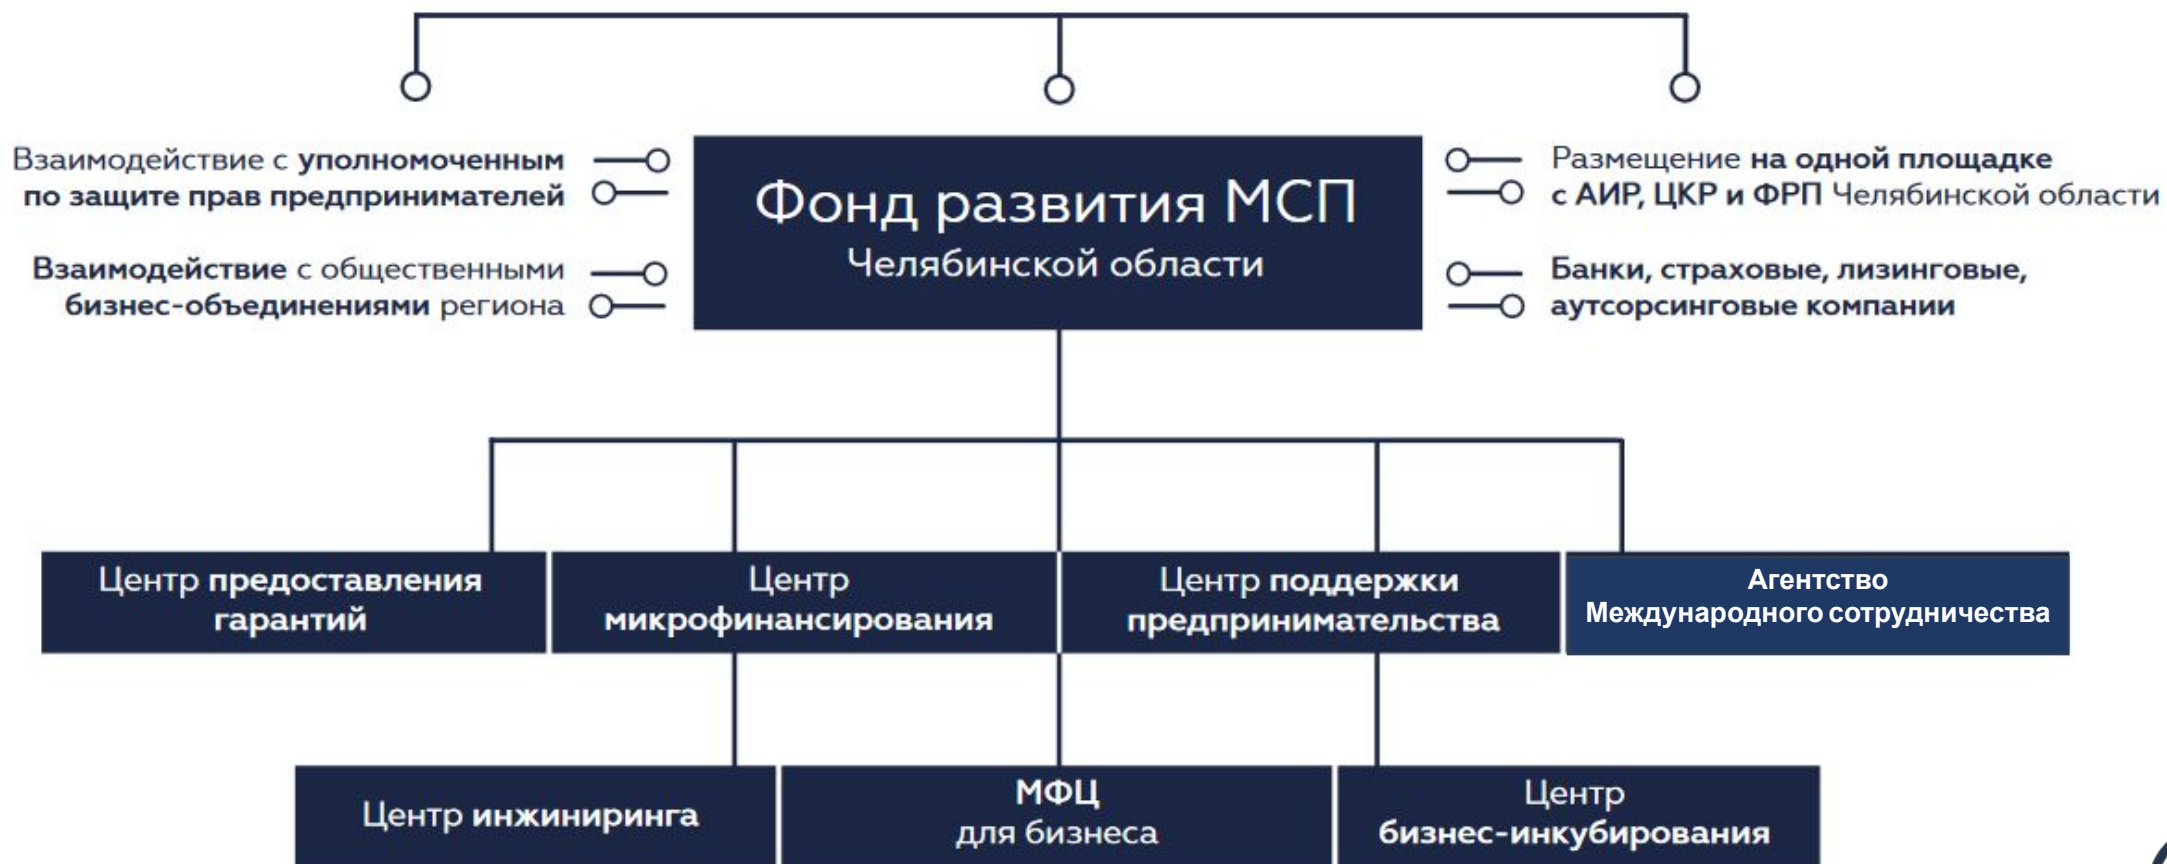 Взаимодействие с уполномоченным
по защите прав предпринимателей
Взаимодействие с общественными
бизнес-объединениями региона
Фонд развития МСП
Челябинской области
Размещение на одной площадке
с АИР, ЦКР и ФРП Челябинской области
Банки, страховые, лизинговые,
аутсорсинговые компании
Центр предоставления
гарантий
Центр
микрофинансирования
Центр поддержки
предпринимательства
Агентство
Международного сотрудничества
Центр инжиниринга
МФЦ
для бизнеса
Центр
бизнес-инкубирования